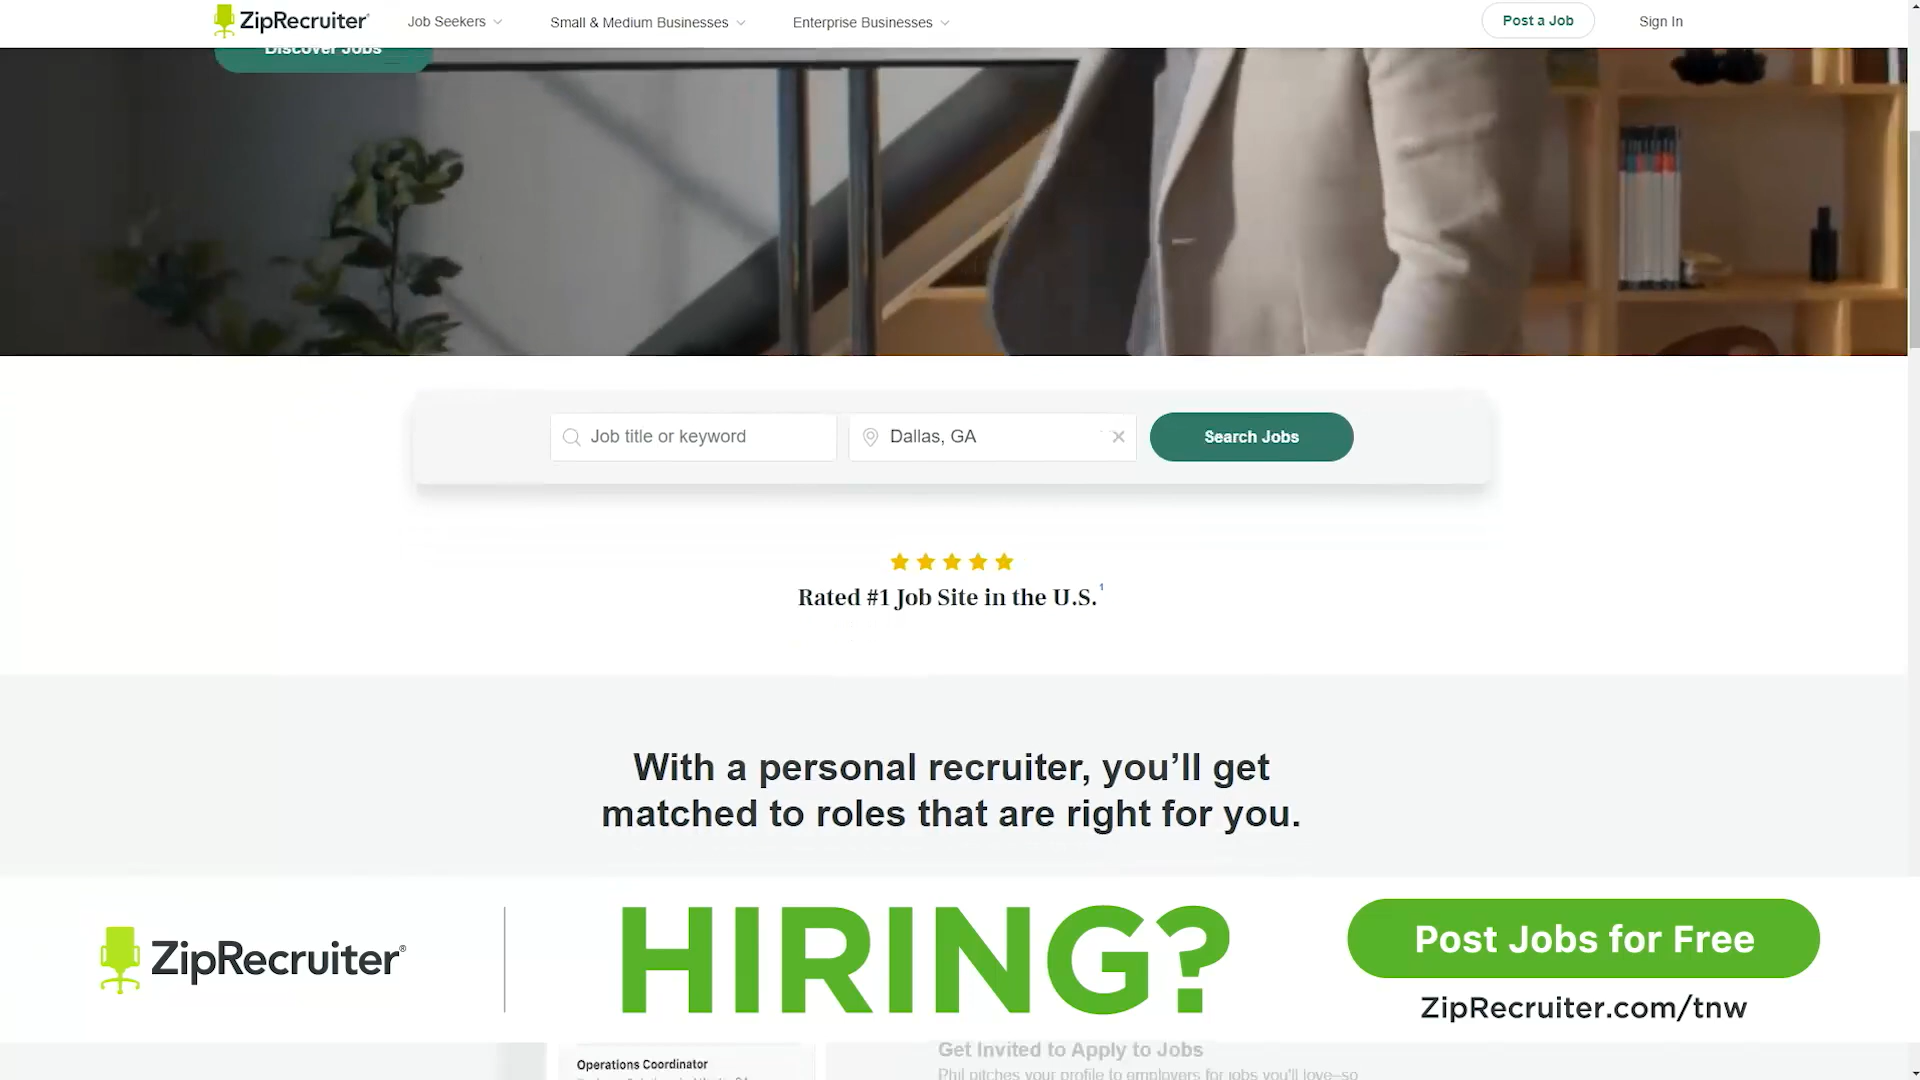 ZipRecruiter®
Job Seekers
Small & Medium Businesses
Enterprise Businesses
Post a Job
Sign In
Discover Jobs
Job title or keyword
Dallas, GA
Search Jobs
Rated #1 Job Site in the U.S.¹
With a personal recruiter, you’ll get
matched to roles that are right for you.
ZipRecruiter®
HIRING?
Post Jobs for Free
ZipRecruiter.com/tnw
Operations Coordinator
Get Invited to Apply to Jobs
Phil pitches your profile to employers for jobs you'll love–so